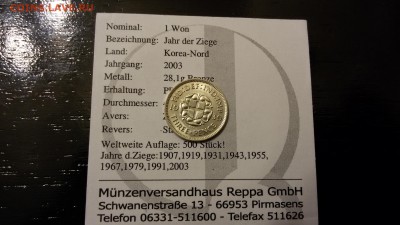 Nominal: 1 Won
Bezeichnung: Jahr der Ziege
Land: Korea-Nord
Jahrgang: 2003
Metall: 28,1g Bronze
Erhaltung:
Durchmesser:
Avers:
Revers:
Weltweite Auflage: 500 Stück!
Jahre d.Ziege:1907,1919,1931,1943,1955,
1967,1979,1991,2003
Münzenversandhaus Reppa GmbH
Schwanenstraße 13 - 66953 Pirmasens
Telefon 06331-511600 - Telefax 511626